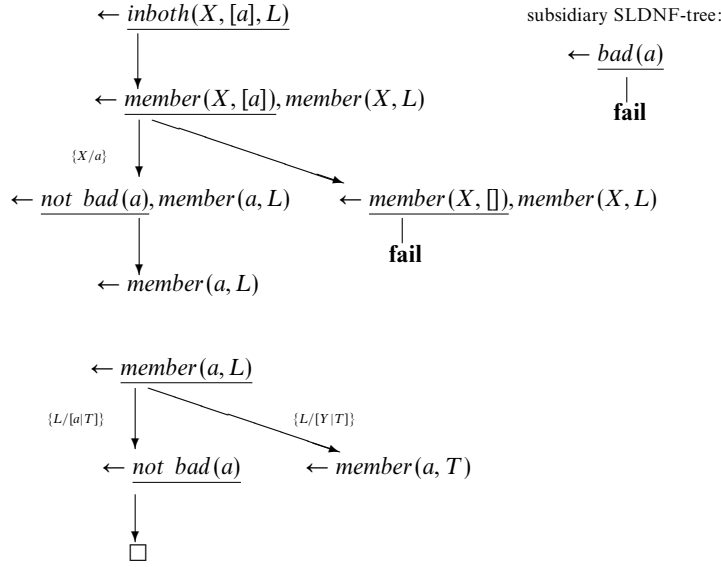 ← inboth(X, [a], L)
subsidiary SLDNF-tree:
← bad(a)
fail
← member(X, [a]), member(X, L)
{X/a}
← not bad(a), member(a, L)
← member(X, []), member(X, L)
fail
← member(a, L)
← member(a, L)
{L/[a|T]}
{L/[Y|T]}
← not bad(a)
← member(a, T)
□